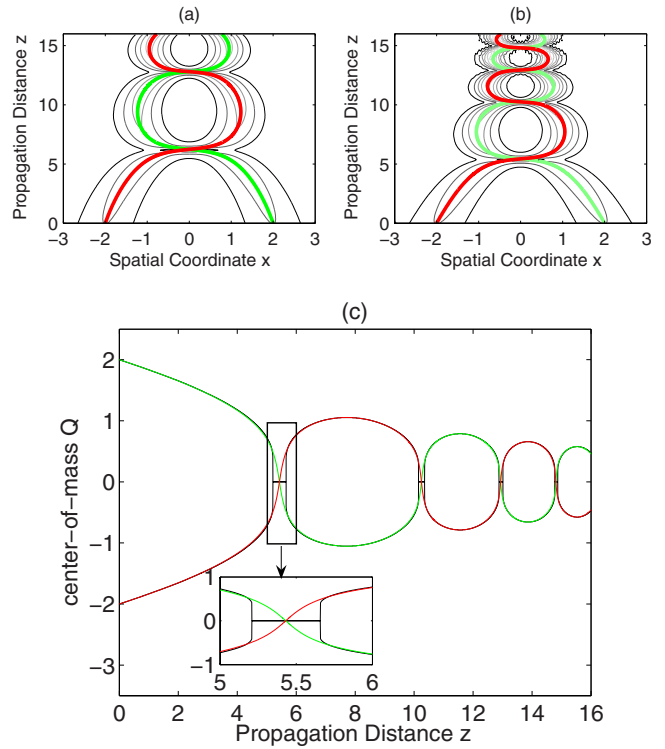 (a)
(b)
15
10
5
0
Propagation Distance z
−3 −2 −1 0 1 2 3
Spatial Coordinate x
15
10
5
0
Propagation Distance z
−3 −2 −1 0 1 2 3
Spatial Coordinate x
(c)
2
1
0
−1
−2
−3
center−of−mass Q
1
0
−1
5 5.5 6
0 2 4 6 8 10 12 14 16
Propagation Distance z